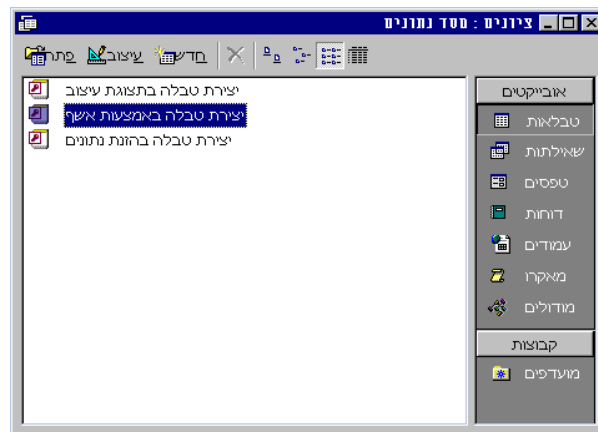 ציונים : מסד נתונים
פתח עיצוב חדש
אובייקטים
טבלאות
שאילתות
טפסים
דוחות
עמודים
מאקרו
מודולים
קבוצות
מועדפים
יצירת טבלה בתצוגת עיצוב
יצירת טבלה באמצעות אשף
יצירת טבלה בהזנת נתונים